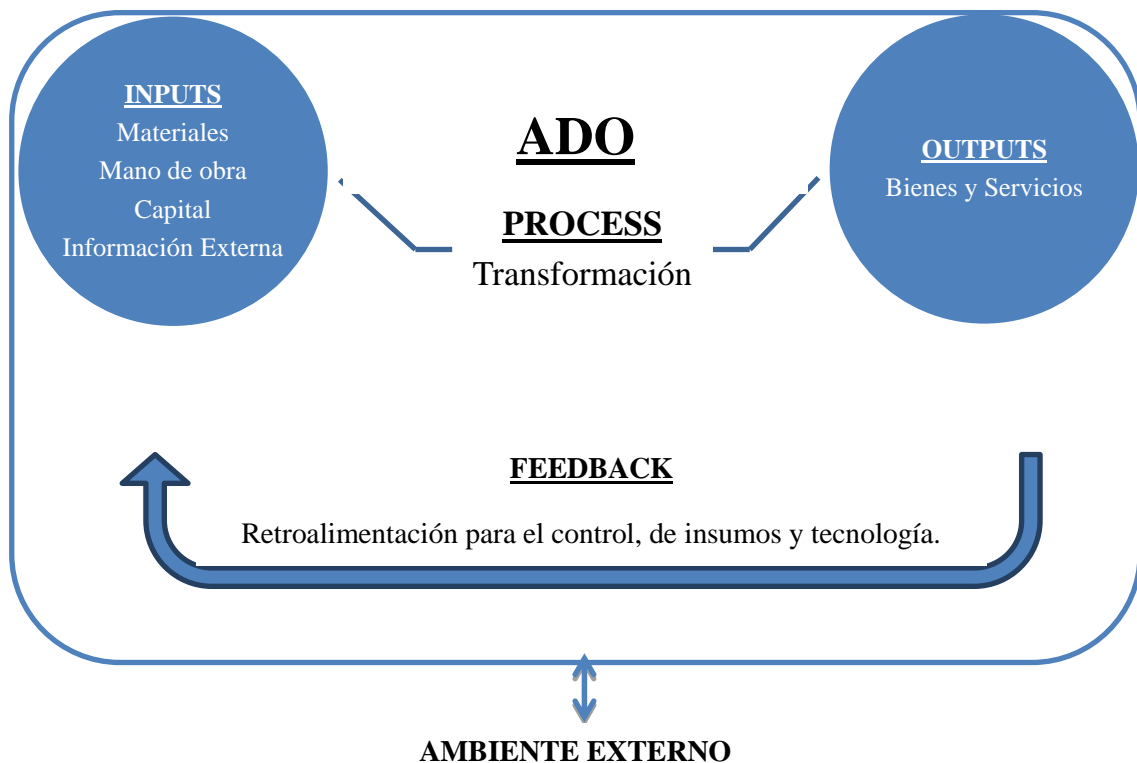 INPUTS
Materiales
Mano de obra
Capital
Información Externa
ADO
PROCESS
Transformación
OUTPUTS
Bienes y Servicios
FEEDBACK
Retroalimentación para el control, de insumos y tecnología.
AMBIENTE EXTERNO